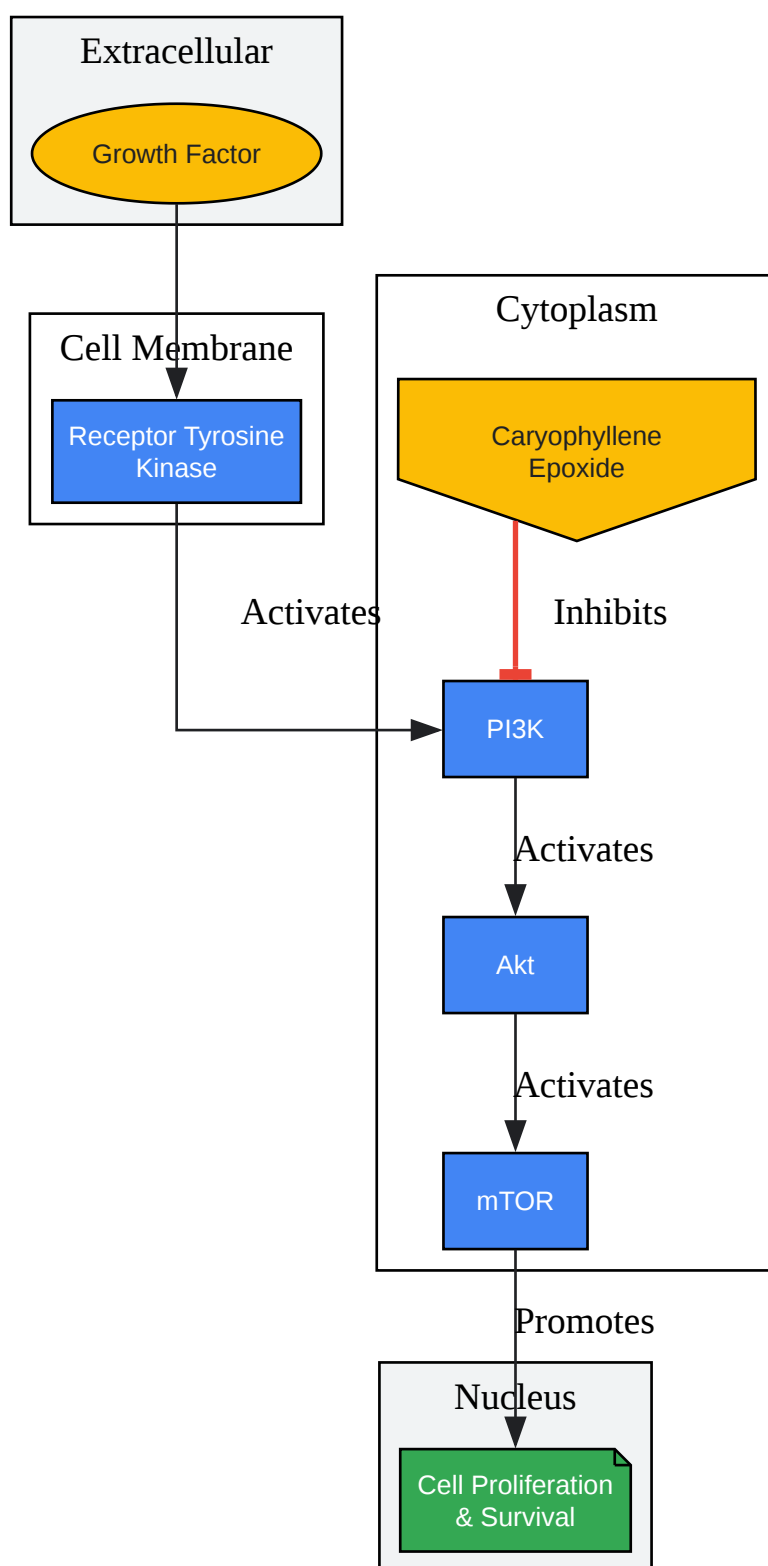 Extracellular
Growth Factor
Cytoplasm
Cell Membrane
Receptor Tyrosine
Kinase
Caryophyllene
Epoxide
Activates
Inhibits
PI3K
Activates
Akt
Activates
mTOR
Promotes
Nucleus
Cell Proliferation
& Survival